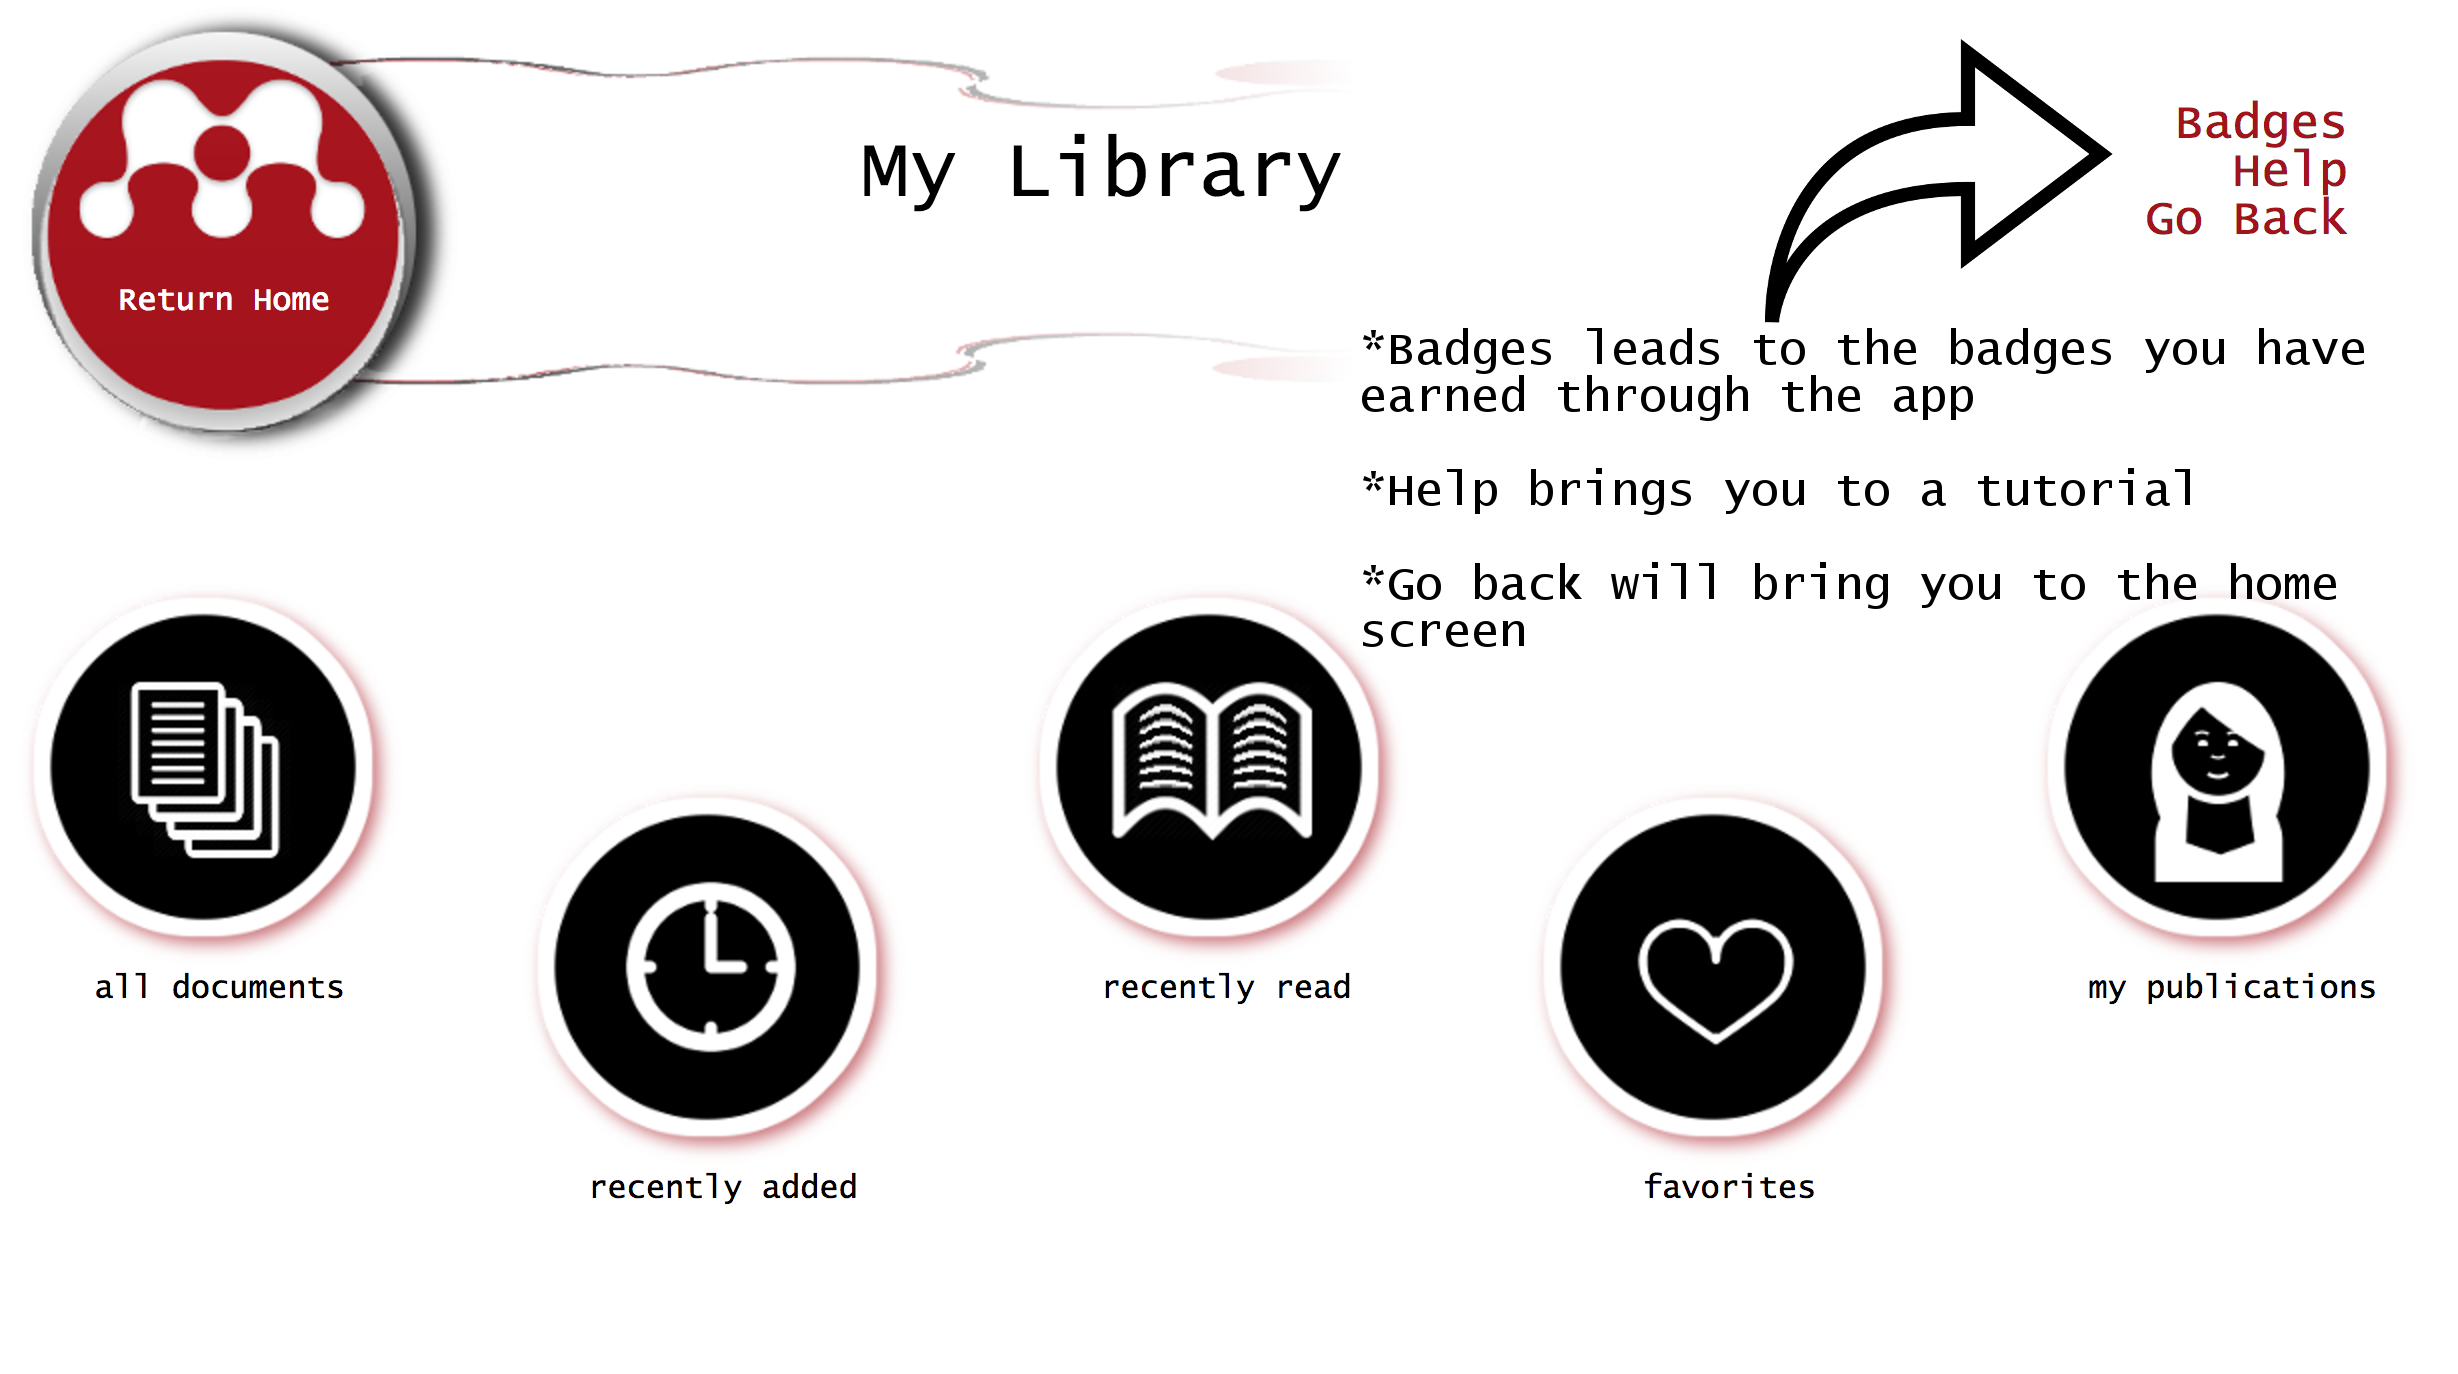 My Library
Badges
Help
Go Back
Return Home
*Badges leads to the badges you have
earned through the app
*Help brings you to a tutorial
*Go back will bring you to the home
screen
all documents
recently added
recently read
favorites
my publications